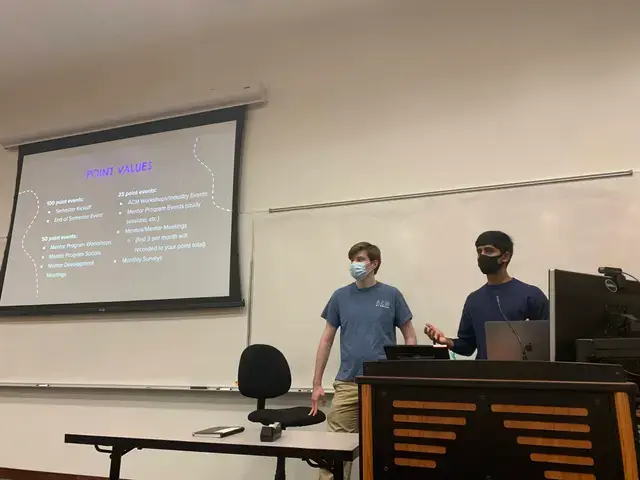 POINT VALUES
100 point events:
Semester Kickoff
End of Semester Event
50 point events:
Mentor Program Workshops
Mentor Program Socials
Mentor Development
Meetings
25 point events:
ACM Workshops/Industry Events
Mentor Program Events (study
sessions, etc.)
Mentee/Mentor Meetings
(first 3 per month will
recorded to your point total)
Monthly Surveys
DELL